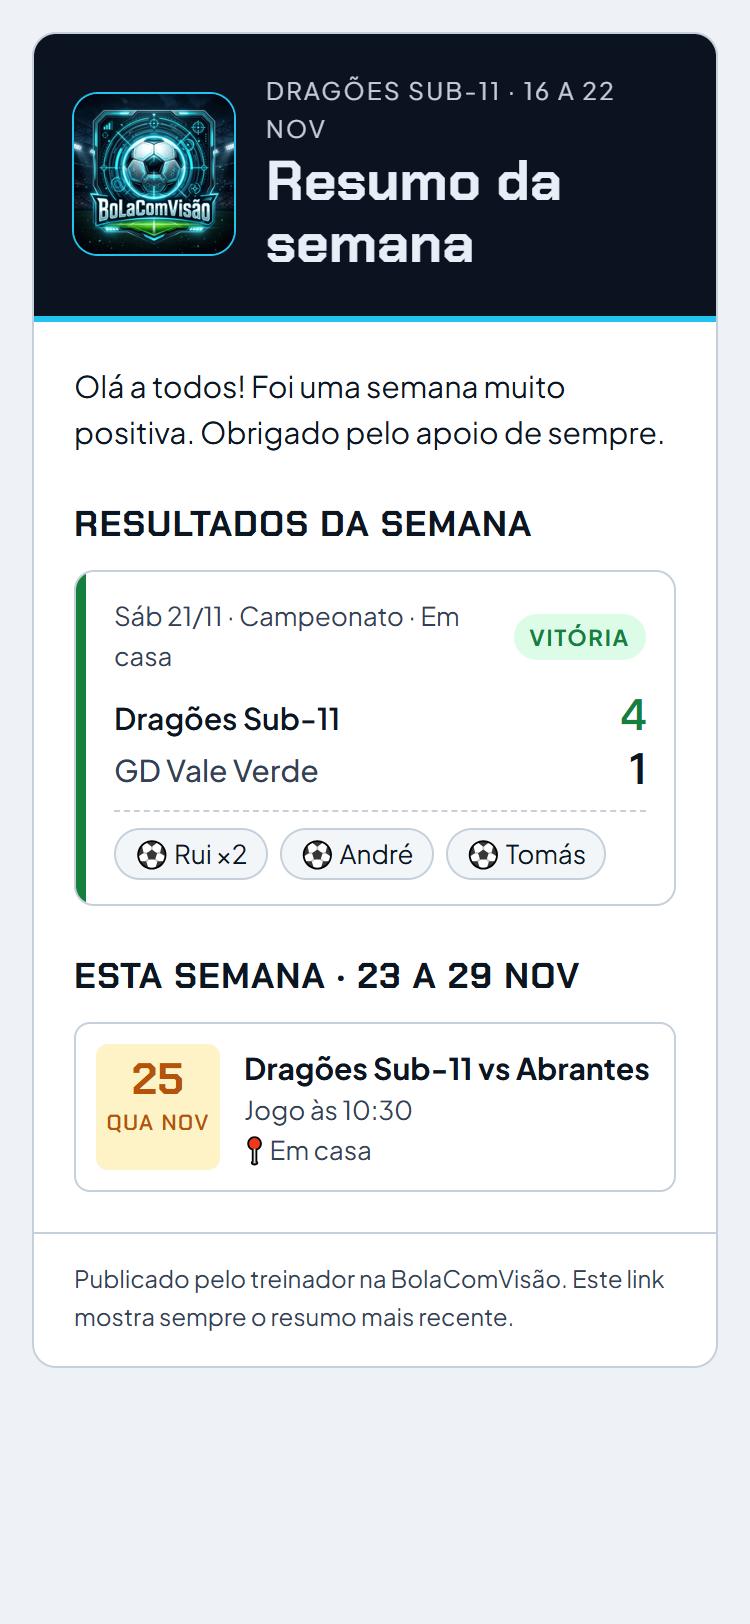 BoLaComVisão
DRAGÕES SUB-11 · 16 A 22
NOV
Resumo da
semana
Olá a todos! Foi uma semana muito
positiva. Obrigado pelo apoio de sempre.
RESULTADOS DA SEMANA
Sáb 21/11 · Campeonato · Em
casa
VITÓRIA
Dragões Sub-11 4
GD Vale Verde 1
Rui ×2 André Tomás
ESTA SEMANA · 23 A 29 NOV
25
QUA NOV
Dragões Sub-11 vs Abrantes
Jogo às 10:30
Em casa
Publicado pelo treinador na BolaComVisão. Este link
mostra sempre o resumo mais recente.